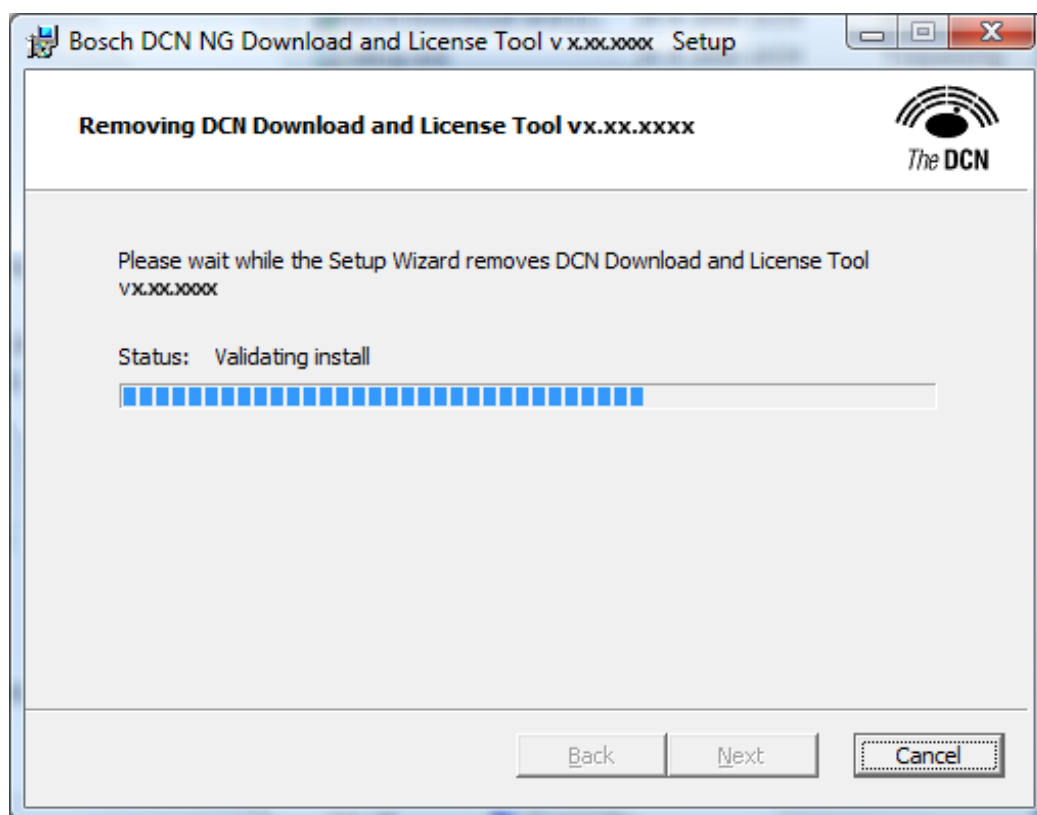 Bosch DCN NG Download and License Tool v x.xx.xxxx Setup
Removing DCN Download and License Tool vx.xx.xxxx
The DCN
Please wait while the Setup Wizard removes DCN Download and License Tool
vx.xx.xxxx
Status: Validating install
Back Next Cancel